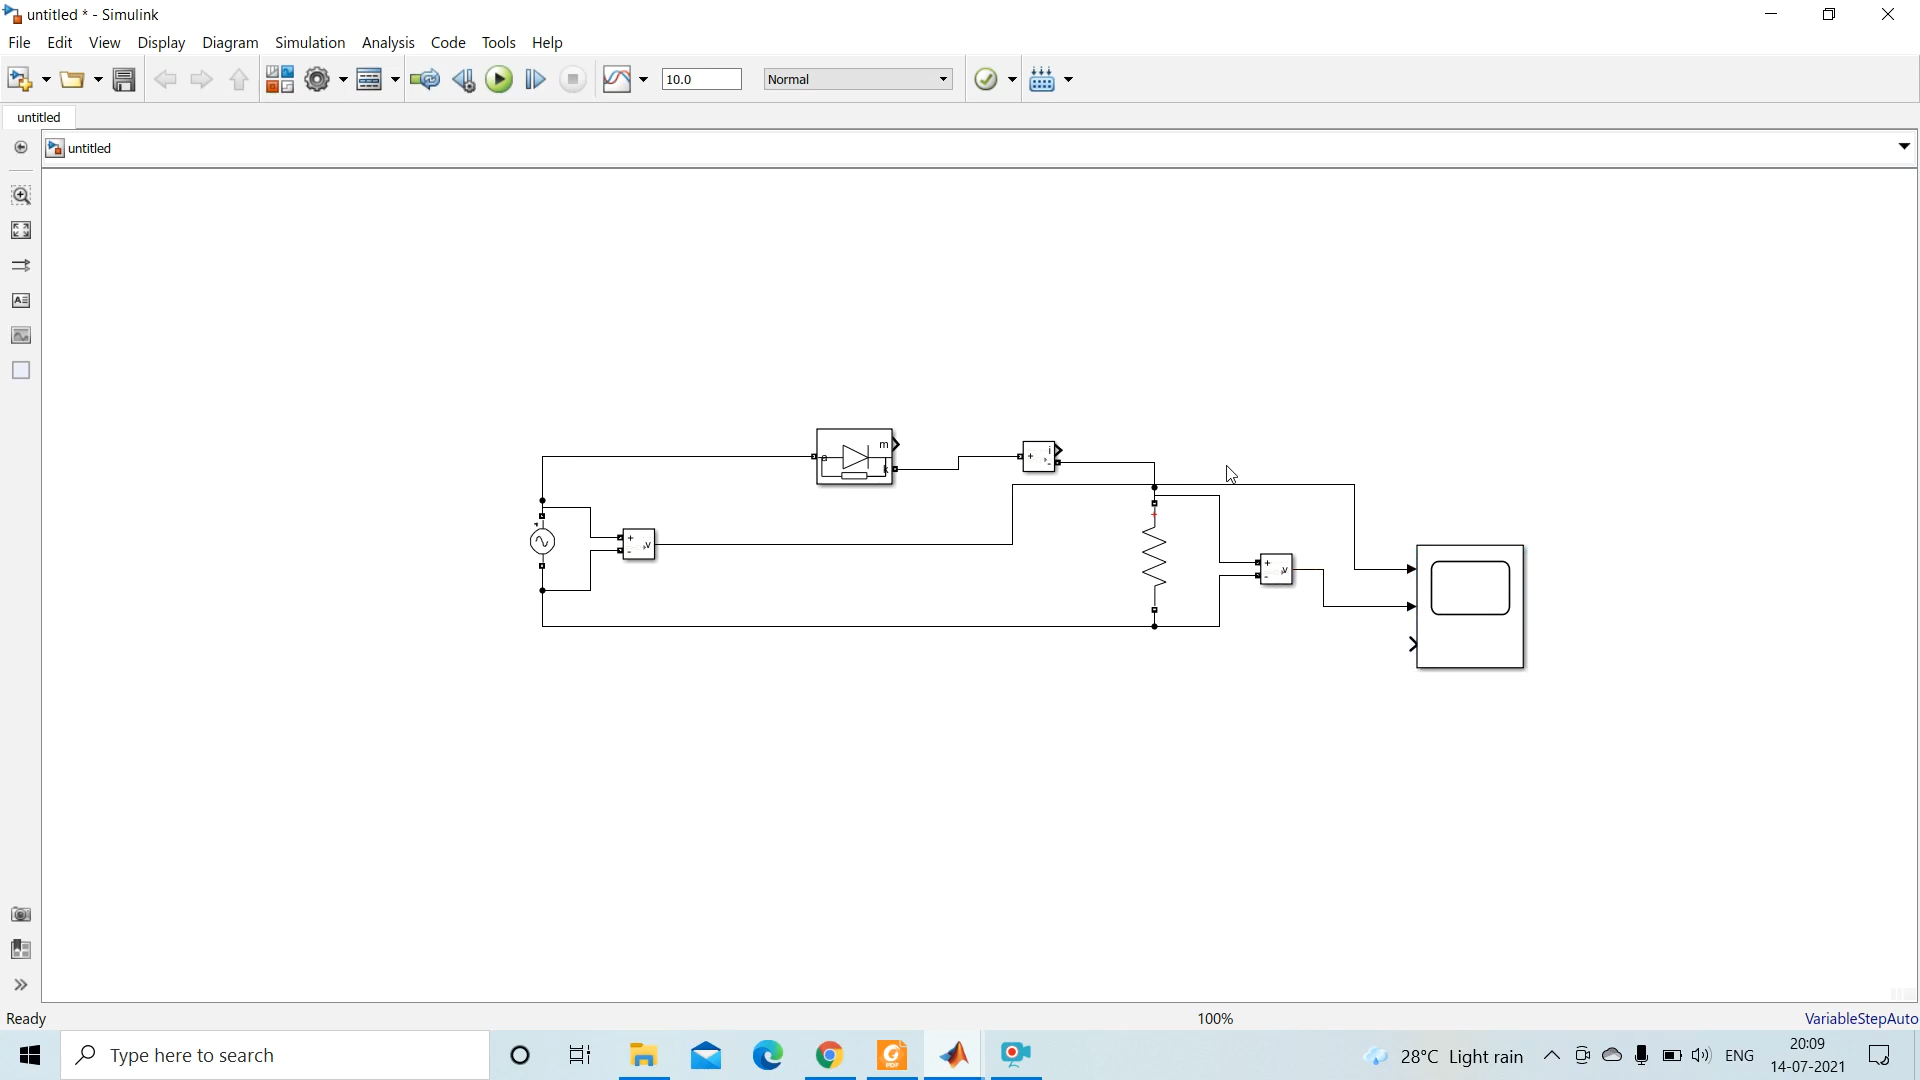 untitled * - Simulink
File Edit View Display Diagram Simulation Analysis Code Tools Help
10.0 Normal
untitled
untitled
m
a
k
i
+
-
+
-
v
+
+
-
v
Ready 100% VariableStepAuto
Type here to search
28°C Light rain
ENG
20:09
14-07-2021